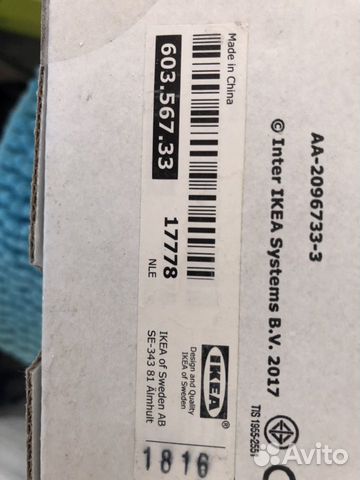 Made in China
603.567.33
17778
NLE
Design and Quality
IKEA of Sweden
IKEA®
IKEA of Sweden AB
SE-343 81 Älmhult
1816
AA-2096733-3
© Inter IKEA Systems B.V. 2017
TIS 1955-2551
Avito